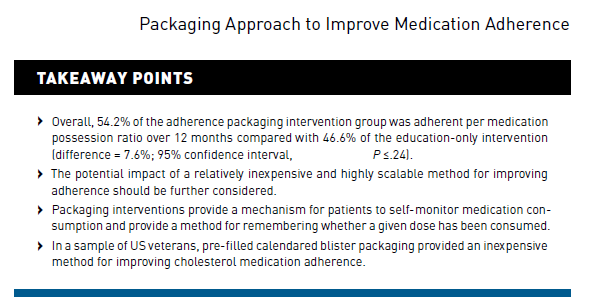 Packaging Approach to Improve Medication Adherence
TAKEAWAY POINTS
› Overall, 54.2% of the adherence packaging intervention group was adherent per medication
possession ratio over 12 months compared with 46.6% of the education-only intervention
(difference = 7.6%; 95% confidence interval, P ≤.24).
› The potential impact of a relatively inexpensive and highly scalable method for improving
adherence should be further considered.
› Packaging interventions provide a mechanism for patients to self-monitor medication con-
sumption and provide a method for remembering whether a given dose has been consumed.
› In a sample of US veterans, pre-filled calendared blister packaging provided an inexpensive
method for improving cholesterol medication adherence.